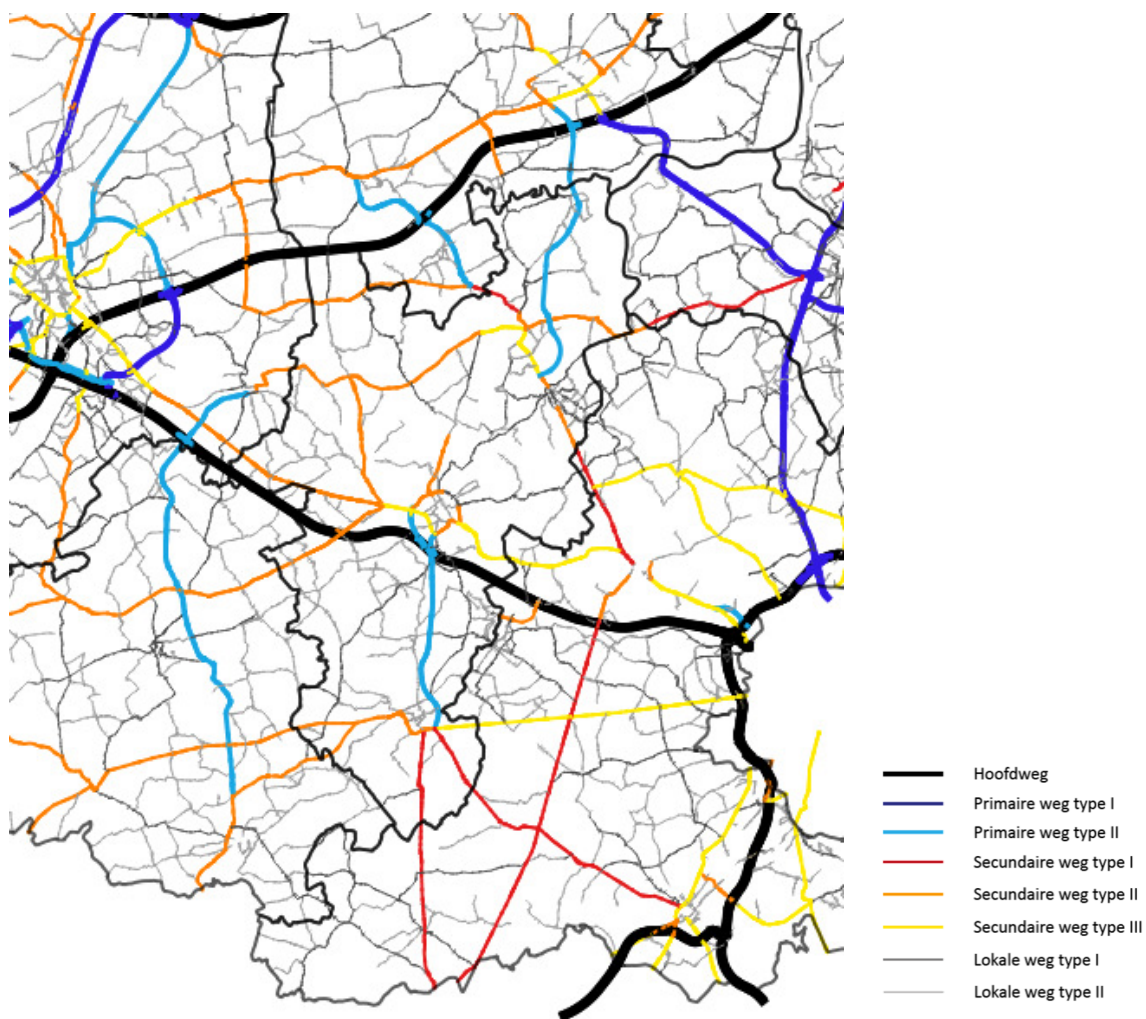 Hoofdweg
Primaire weg type I
Primaire weg type II
Secundaire weg type I
Secundaire weg type II
Secundaire weg type III
Lokale weg type I
Lokale weg type II